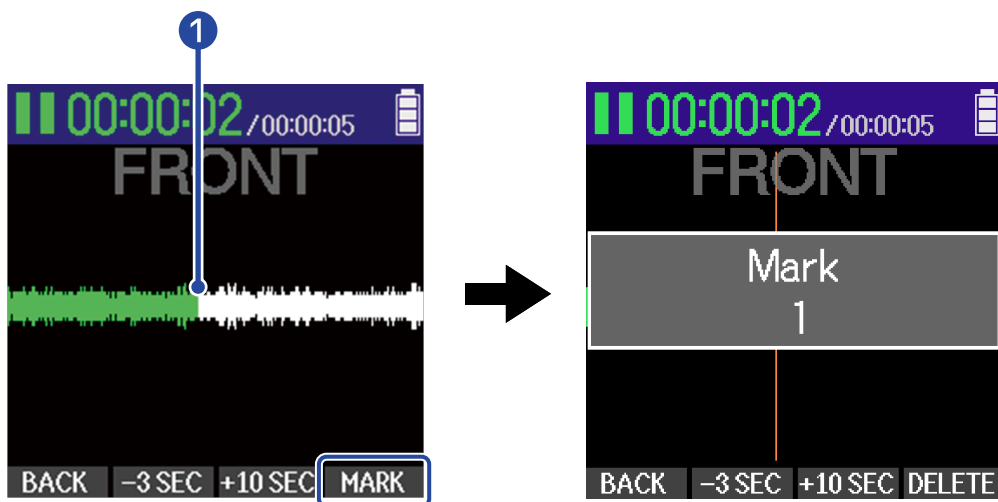 1
00:00:02/00:00:05
FRONT
BACK -3 SEC +10 SEC MARK
00:00:02/00:00:05
FRONT
Mark
1
BACK -3 SEC +10 SEC DELETE